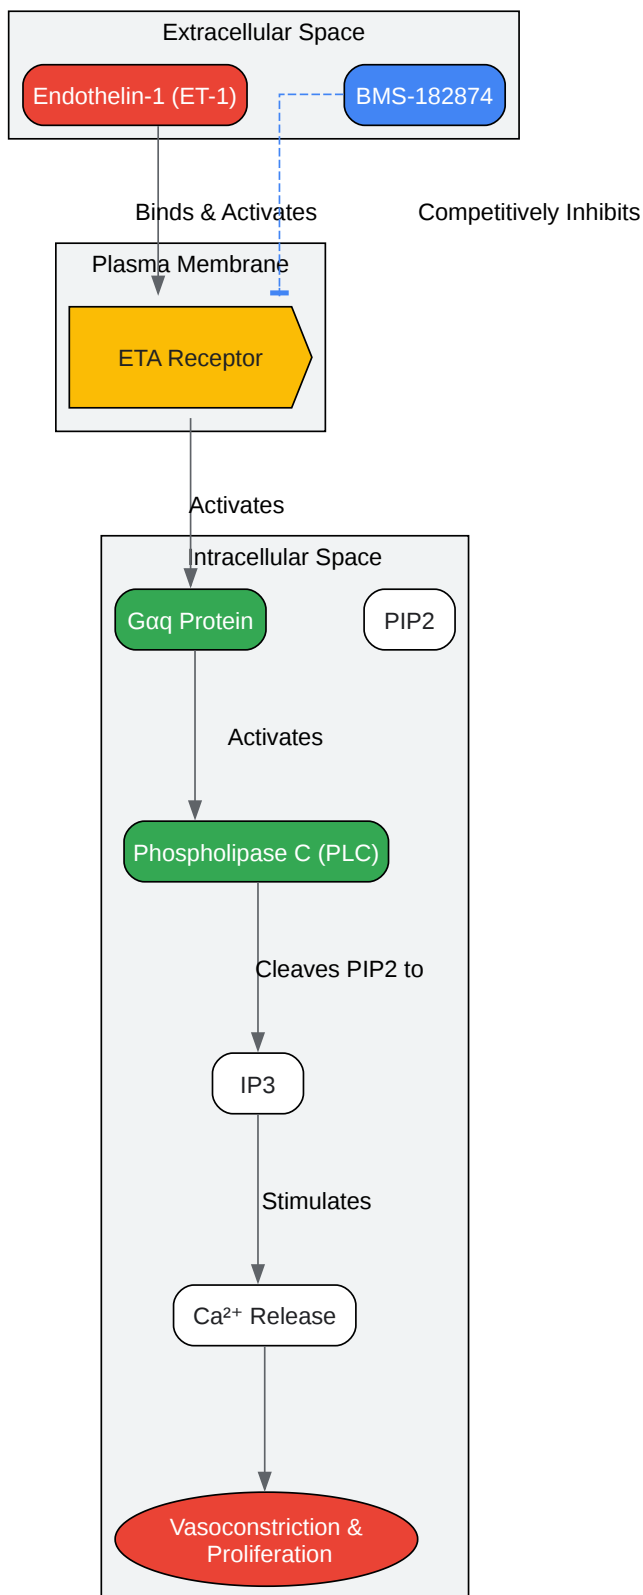 Extracellular Space
Endothelin-1 (ET-1)
BMS-182874
Binds & Activates
Competitively Inhibits
Plasma Membrane
ETA Receptor
Activates
Intracellular Space
Gαq Protein
PIP2
Activates
Phospholipase C (PLC)
Cleaves PIP2 to
IP3
Stimulates
Ca²⁺ Release
Vasoconstriction &
Proliferation